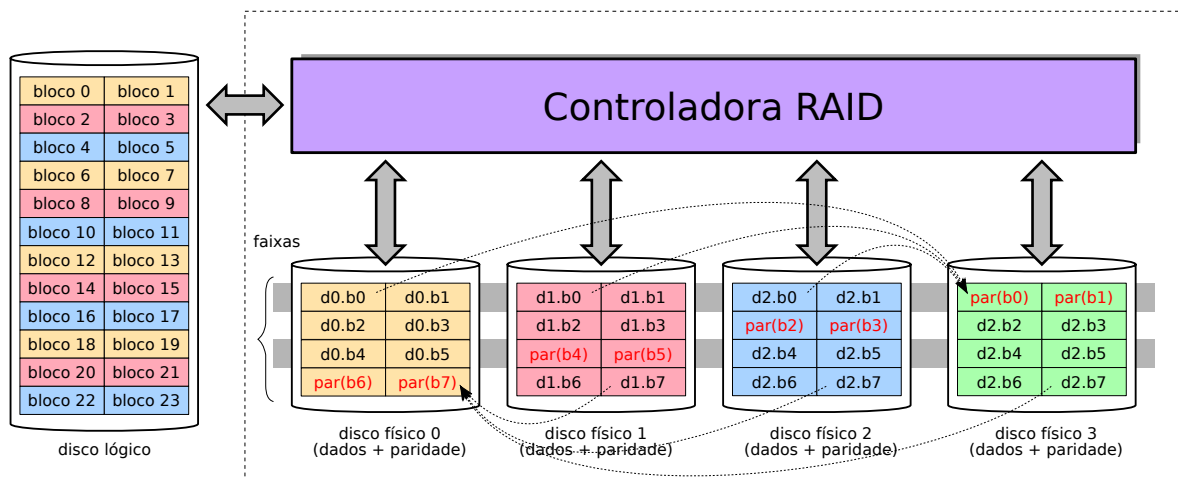 Controladora RAID
bloco 0 bloco 1
bloco 2 bloco 3
bloco 4 bloco 5
bloco 6 bloco 7
bloco 8 bloco 9
bloco 10 bloco 11
bloco 12 bloco 13
bloco 14 bloco 15
bloco 16 bloco 17
bloco 18 bloco 19
bloco 20 bloco 21
bloco 22 bloco 23
disco lógico
faixas
d0.b0 d0.b1
d0.b2 d0.b3
d0.b4 d0.b5
par(b6) par(b7)
disco físico 0
(dados + paridade)
d1.b0 d1.b1
d1.b2 d1.b3
par(b4) par(b5)
d1.b6 d1.b7
disco físico 1
(dados + paridade)
d2.b0 d2.b1
par(b2) par(b3)
d2.b4 d2.b5
d2.b6 d2.b7
disco físico 2
(dados + paridade)
par(b0) par(b1)
d2.b2 d2.b3
d2.b4 d2.b5
d2.b6 d2.b7
disco físico 3
(dados + paridade)